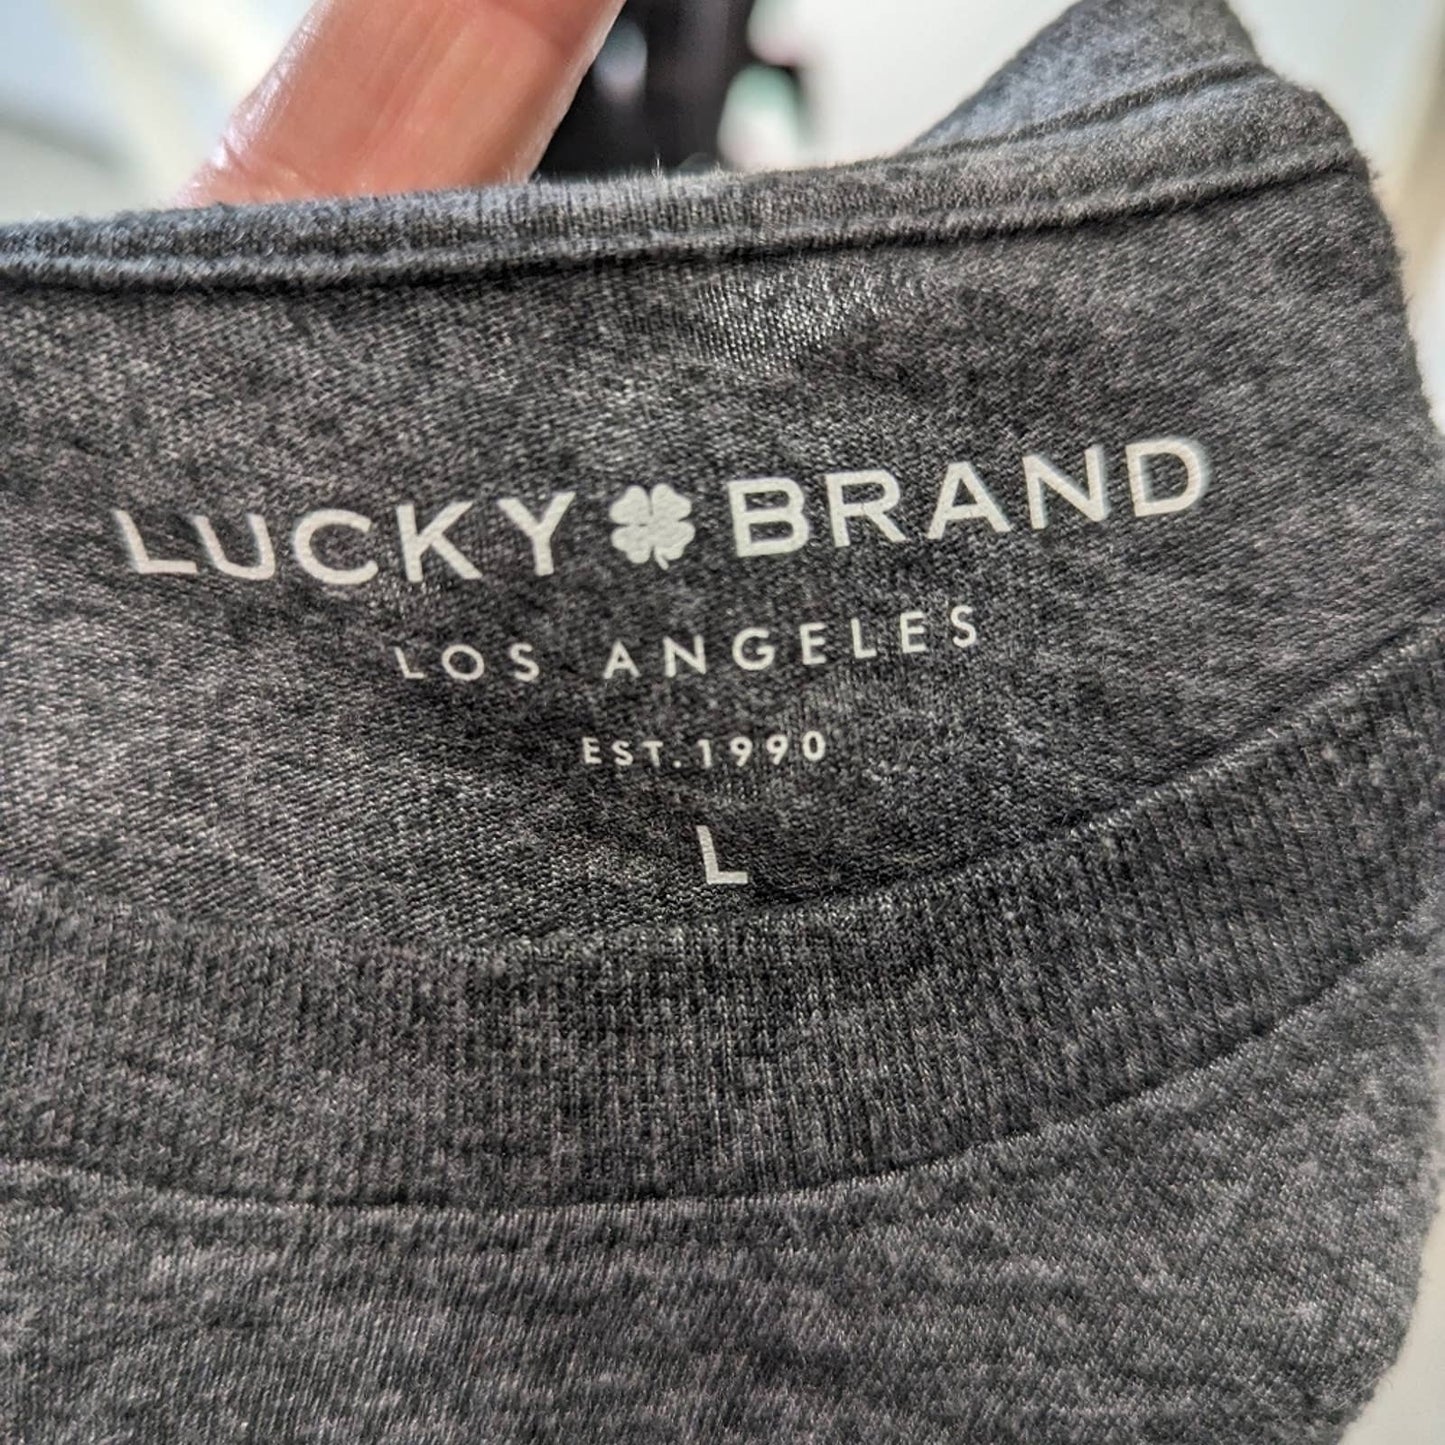 LUCKY BRAND
LOS ANGELES
EST. 1990
L